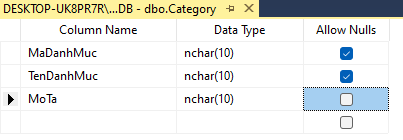 DESKTOP-UK8PR7R\...DB - dbo.Category
Column Name Data Type Allow Nulls
MaDanhMuc nchar(10)
TenDanhMuc nchar(10)
MoTa nchar(10)